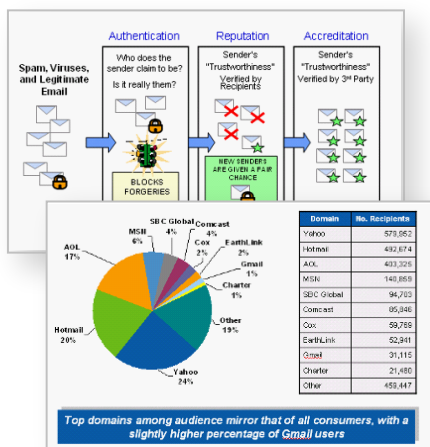 Authentication
Reputation
Accreditation
Spam, Viruses,
and Legitimate
Email
Who does the
sender claim to be?
Is it really them?
BLOCKS
FORGERIES
Sender's
"Trustworthiness"
Verified by
Recipients
NEW SENDERS
ARE GIVEN A FAIR
CHANCE
Sender's
"Trustworthiness"
Verified by 3rd Party
SBC Global
4%
Comcast
4%
MSN
6%
Cox
2%
EarthLink
2%
AOL
17%
Gmail
1%
Charter
1%
Other
19%
Hotmail
20%
Yahoo
24%
Domain No. Recipients
Yahoo 579,952
Hotmail 492,674
AOL 403,325
MSN 140,859
SBC Global 94,703
Comcast 85,846
Cox 59,789
EarthLink 52,941
Gmail 31,115
Charter 21,480
Other 459,447
Top domains among audience mirror that of all consumers, with a
slightly higher percentage of Gmail users